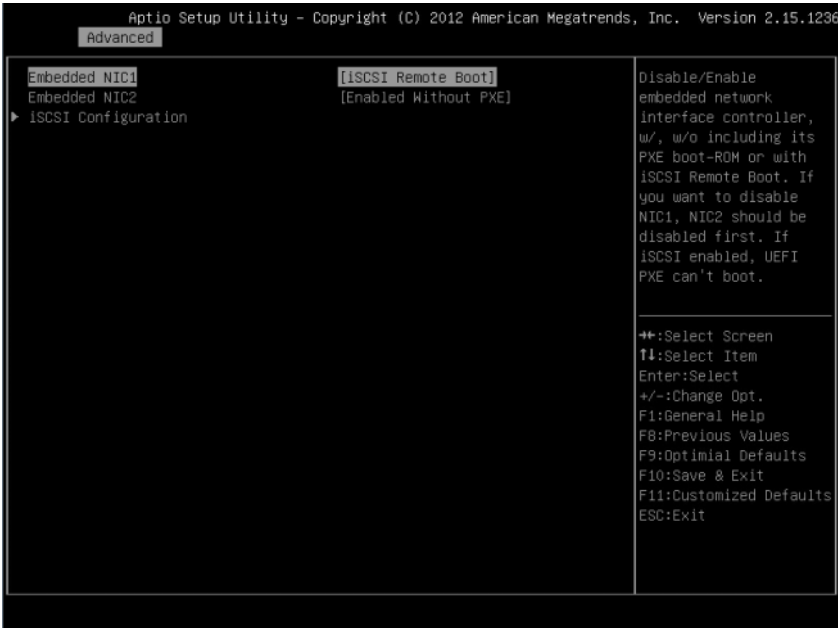 Aptio Setup Utility – Copyright (C) 2012 American Megatrends, Inc. Version 2.15.1236
Advanced
Embedded NIC1 [iSCSI Remote Boot]
Embedded NIC2 [Enabled Without PXE]
▶ iSCSI Configuration
Disable/Enable
embedded network
interface controller,
w/, w/o including its
PXE boot-ROM or with
iSCSI Remote Boot. If
you want to disable
NIC1, NIC2 should be
disabled first. If
iSCSI enabled, UEFI
PXE can't boot.
→←:Select Screen
↑↓:Select Item
Enter:Select
+/-:Change Opt.
F1:General Help
F8:Previous Values
F9:Optimial Defaults
F10:Save & Exit
F11:Customized Defaults
ESC:Exit